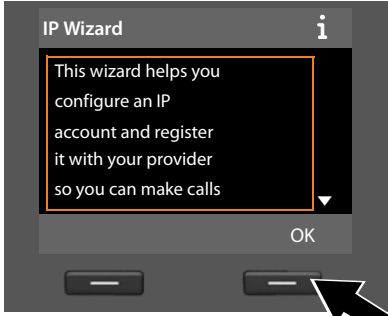 IP Wizard i
This wizard helps you
configure an IP
account and register
it with your provider
so you can make calls
OK